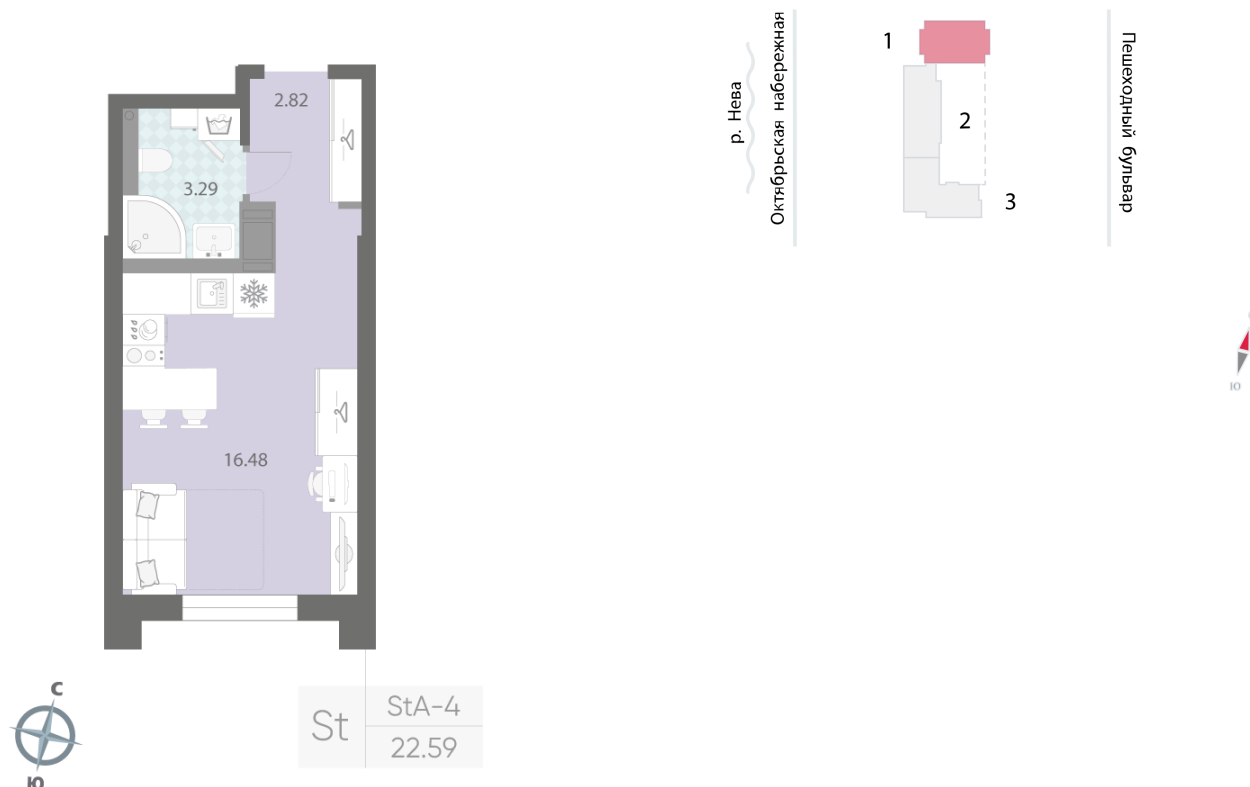 2.82
3.29
16.48
С
Ю
St
StA-4
22.59
р. Нева
Октябрьская набережная
1
2
3
Пешеходный бульвар
Ю